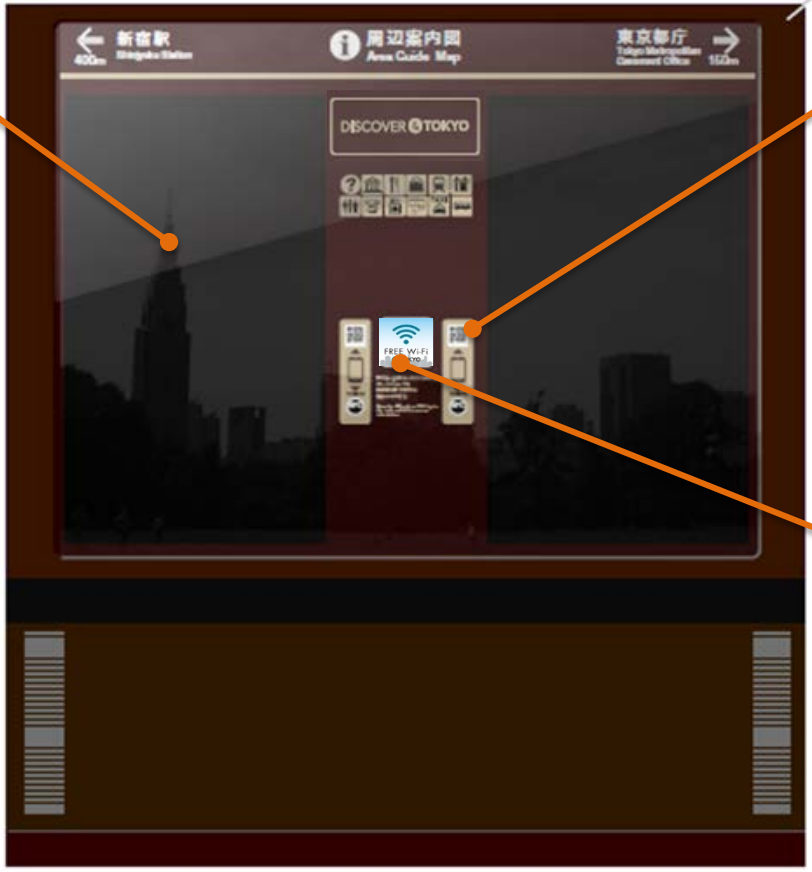 新宿駅
Shinjuku Station
400m
周辺案内図
Area Guide Map
東京都庁
Tokyo Metropolitan
Government Office
150m
DISCOVER TOKYO
FREE Wi-Fi